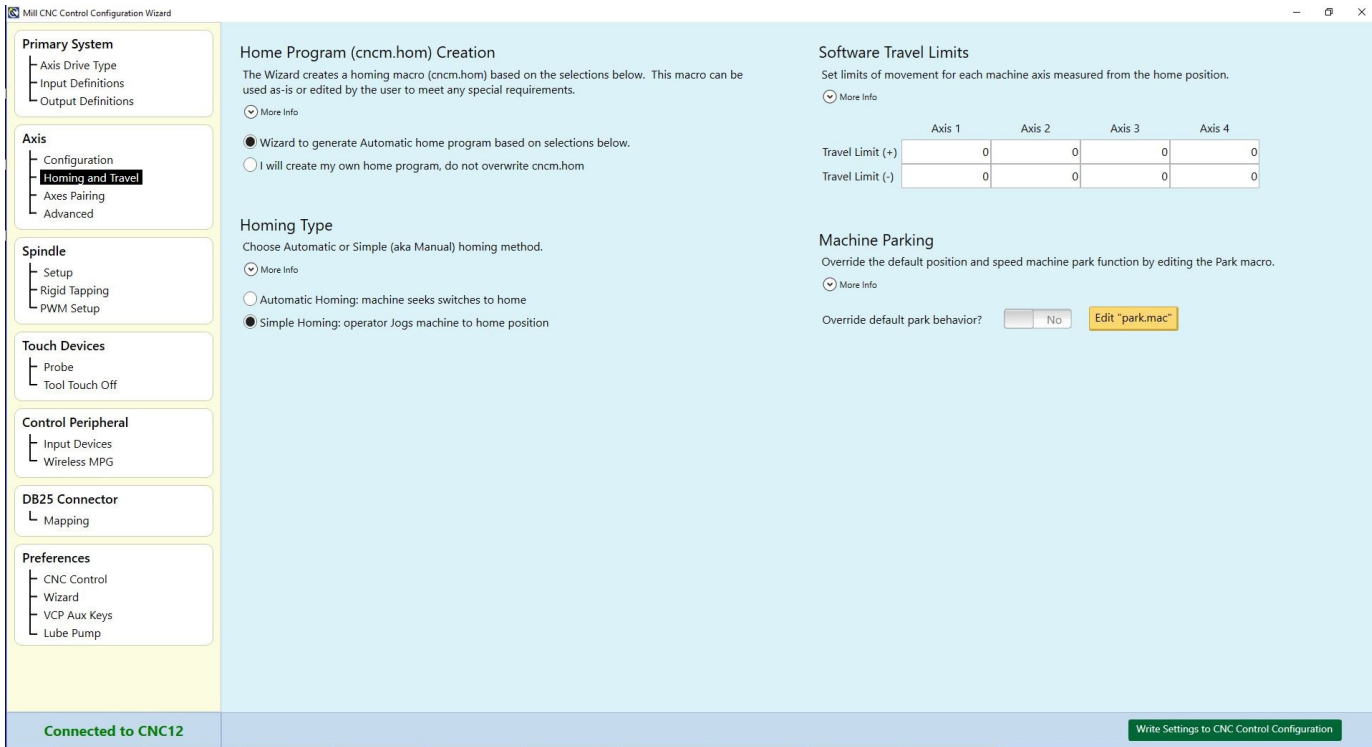 Mill CNC Control Configuration Wizard
Primary System
Axis Drive Type
Input Definitions
Output Definitions
Axis
Configuration
Homing and Travel
Axes Pairing
Advanced
Spindle
Setup
Rigid Tapping
PWM Setup
Touch Devices
Probe
Tool Touch Off
Control Peripheral
Input Devices
Wireless MPG
DB25 Connector
Mapping
Preferences
CNC Control
Wizard
VCP Aux Keys
Lube Pump
Connected to CNC12
Home Program (cncm.hom) Creation
The Wizard creates a homing macro (cncm.hom) based on the selections below. This macro can be
used as-is or edited by the user to meet any special requirements.
More Info
Wizard to generate Automatic home program based on selections below.
I will create my own home program, do not overwrite cncm.hom
Homing Type
Choose Automatic or Simple (aka Manual) homing method.
More Info
Automatic Homing: machine seeks switches to home
Simple Homing: operator Jogs machine to home position
Software Travel Limits
Set limits of movement for each machine axis measured from the home position.
More Info
Axis 1 Axis 2 Axis 3 Axis 4
Travel Limit (+) 0 0 0 0
Travel Limit (-) 0 0 0 0
Machine Parking
Override the default position and speed machine park function by editing the Park macro.
More Info
Override default park behavior? No Edit "park.mac"
Write Settings to CNC Control Configuration